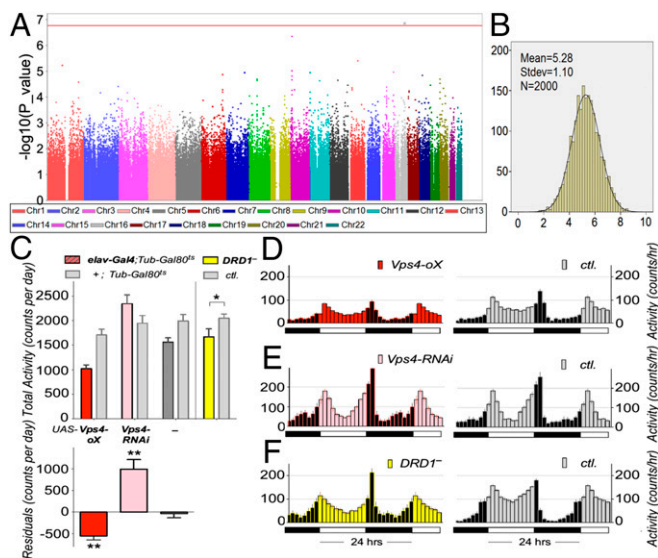 A
-log10(P_value)
7
6
5
4
3
2
1
0
Chr1 Chr2 Chr3 Chr4 Chr5 Chr6 Chr7 Chr8 Chr9 Chr10 Chr11 Chr12 Chr13
Chr14 Chr15 Chr16 Chr17 Chr18 Chr19 Chr20 Chr21 Chr22
B
Mean=5.28
Stdev=1.10
N=2000
200
150
100
50
0
0 2 4 6 8 10
C
elav-Gal4;Tub-Gal80ts DRD1–
+; Tub-Gal80ts ctl.
Total Activity (counts per day)
2500
2000
1500
1000
500
*
UAS- Vps4-oX Vps4-RNAi –
Residuals (counts per day)
1000
500
0
-500
**
**
D
Vps4-oX
ctl.
200
100
0
200
100
0
Activity (counts/hr)
E
Vps4-RNAi
ctl.
300
200
100
0
300
200
100
0
Activity (counts/hr)
F
DRD1–
ctl.
200
100
0
200
100
0
Activity (counts/hr)
24 hrs
24 hrs